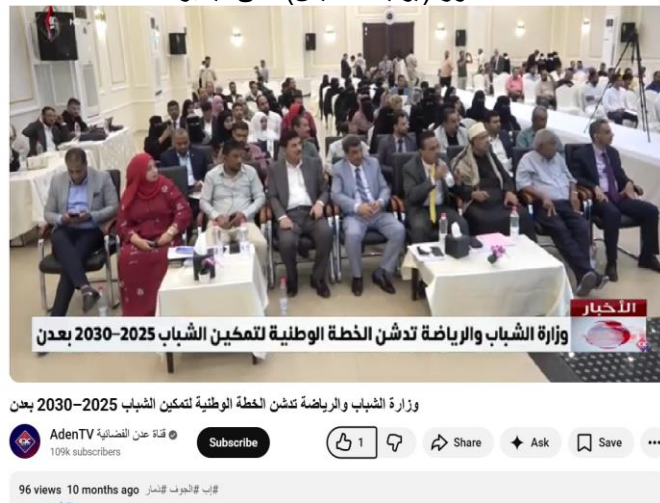 الأخبار
وزارة الشباب والرياضة تدشن الخطة الوطنية لتمكين الشباب 2025–2030 بعدن
وزارة الشباب والرياضة تدشن الخطة الوطنية لتمكين الشباب 2025–2030 بعدن
AdenTV قناة عدن الفضائية
109k subscribers
Subscribe
1
Share
Ask
Save
96 views 10 months ago #إب #الجوف #ذمار